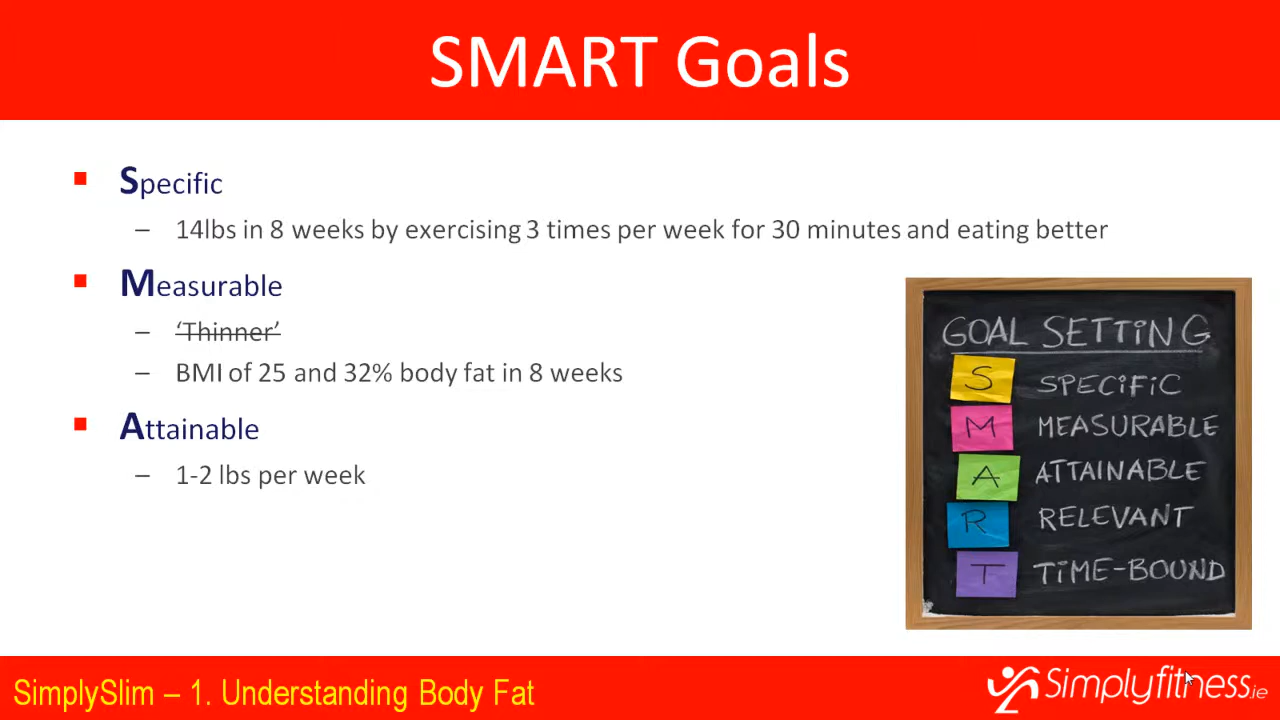 SMART Goals
Specific
– 14lbs in 8 weeks by exercising 3 times per week for 30 minutes and eating better
Measurable
– ‘Thinner’
– BMI of 25 and 32% body fat in 8 weeks
Attainable
– 1-2 lbs per week
GOAL SETTING
S SPECIFIC
M MEASURABLE
A ATTAINABLE
R RELEVANT
T TIME-BOUND
SimplySlim – 1. Understanding Body Fat
Simplyfitness.ie